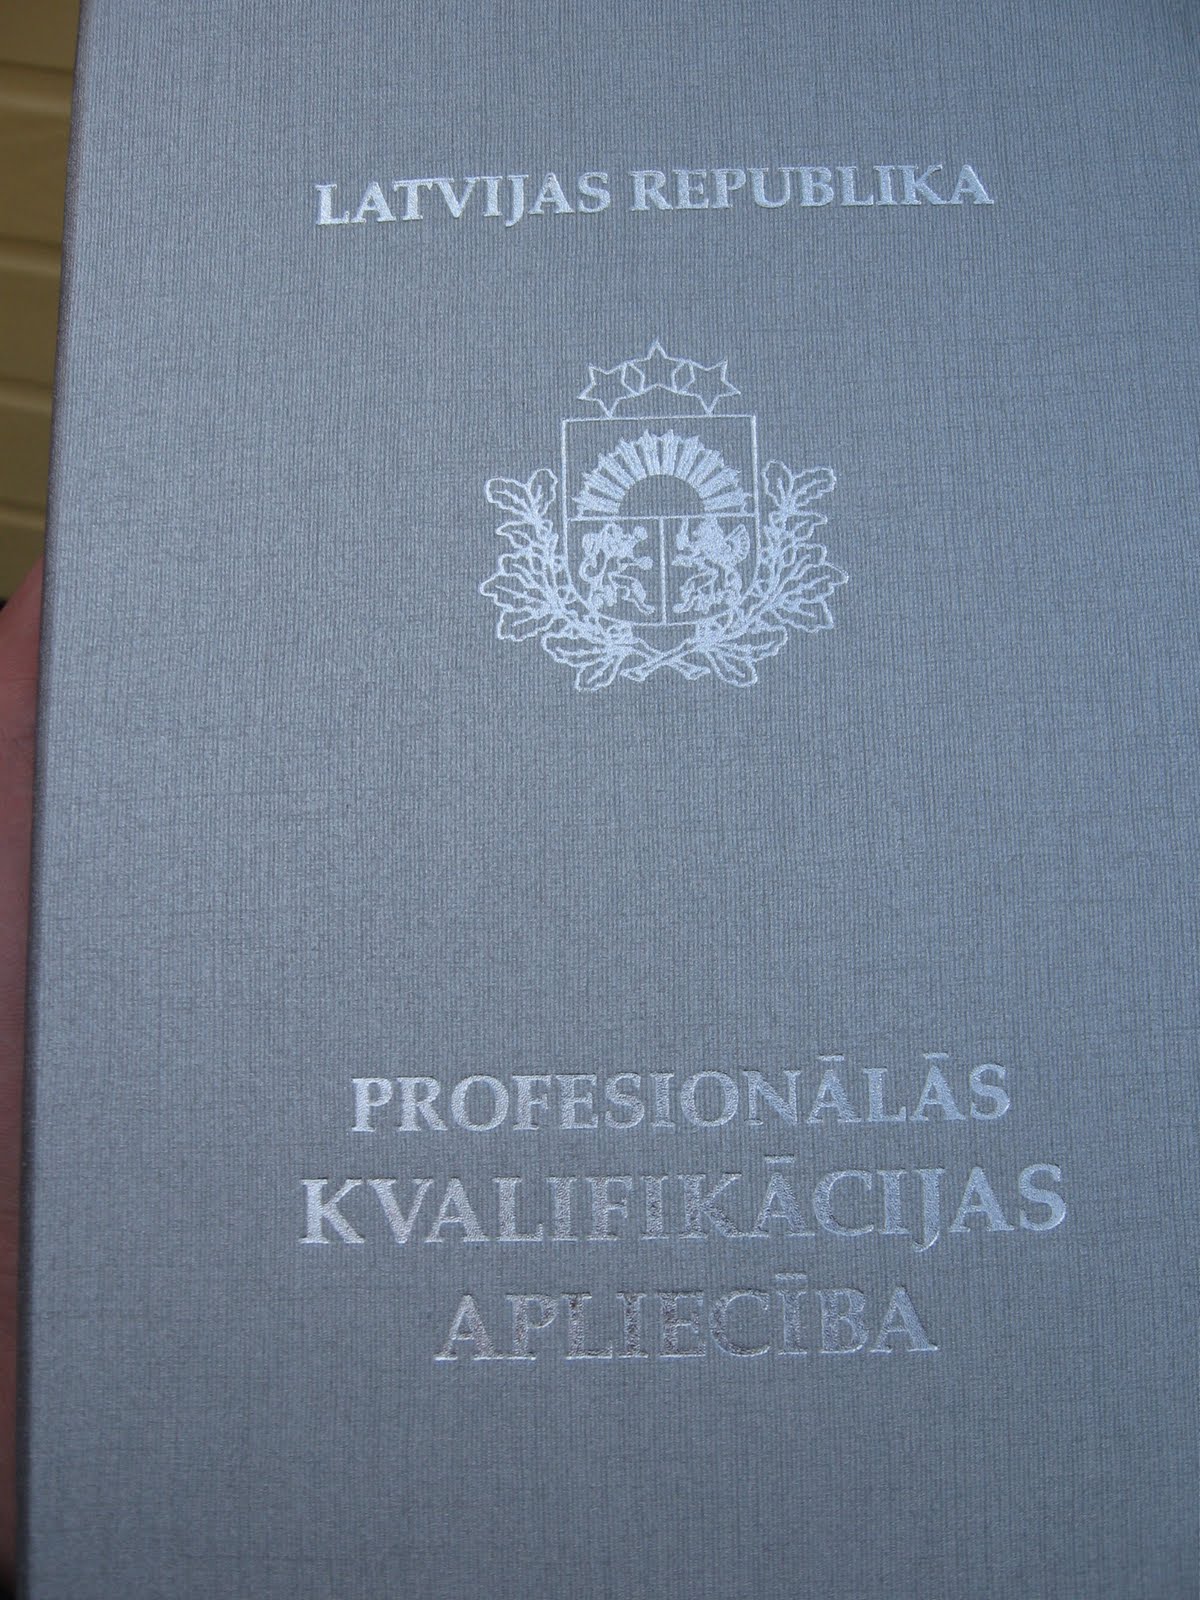 LATVIJAS REPUBLIKA
PROFESIONĀLĀS
KVALIFIKĀCIJAS
APLIECĪBA